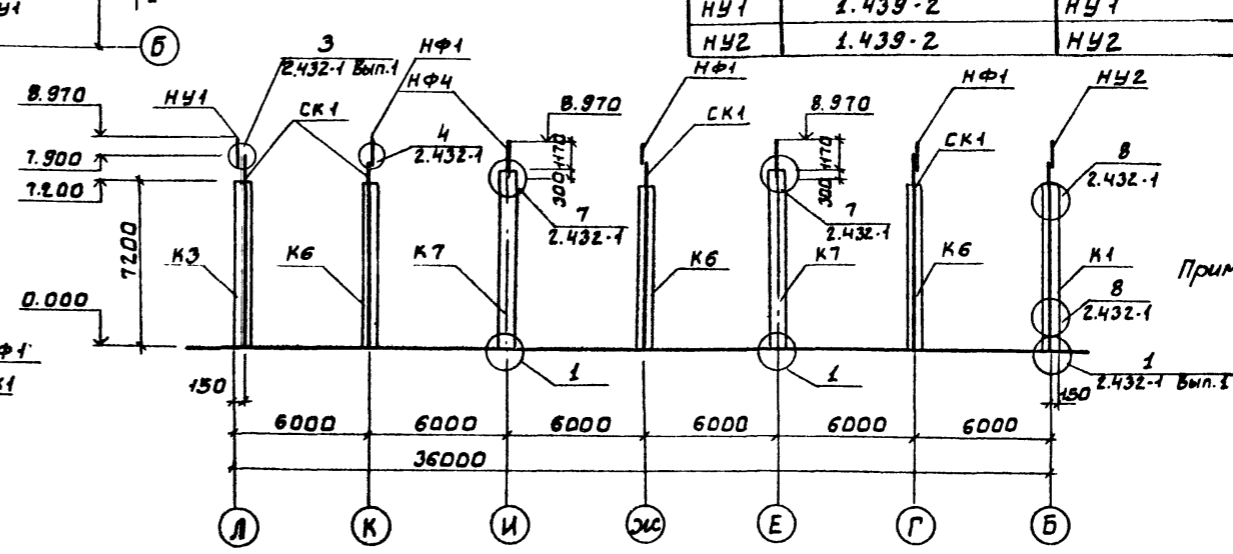 У1
Б
НУ1 1.439-2 НУ1
НУ2 1.439-2 НУ2
3
2.432-1 Вып.1
НФ1
НФ4
НФ1
НФ1
НУ2
8.970
НУ1
СК1
4
2.432-1
8.970
СК1
8.970
СК1
8
2.432-1
7.900
7.200
1170
300
1170
300
7
2.432-1
7
2.432-1
7200
К3
К6
К7
К6
К7
К6
К1
Прим
8
2.432-1
0.000
Ф1
К1
150
1
1
1
2.432-1 Вып.1
150
6000 6000 6000 6000 6000 6000
36000
Л К И Ж Е Г Б